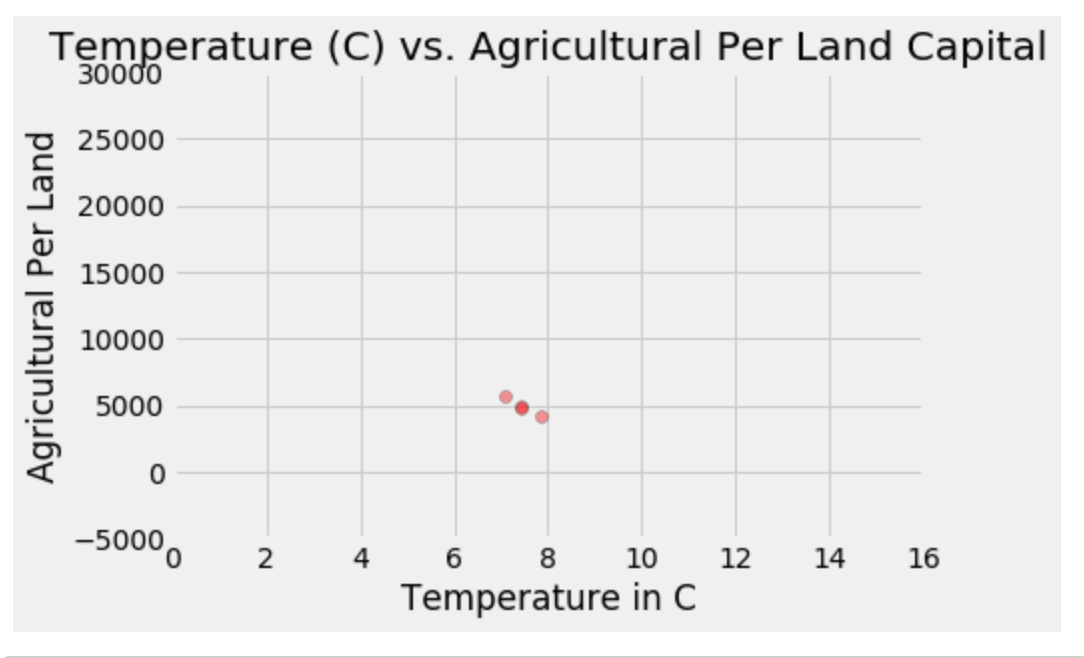 Temperature (C) vs. Agricultural Per Land Capital
30000
25000
20000
15000
10000
5000
0
−5000
Agricultural Per Land
0 2 4 6 8 10 12 14 16
Temperature in C